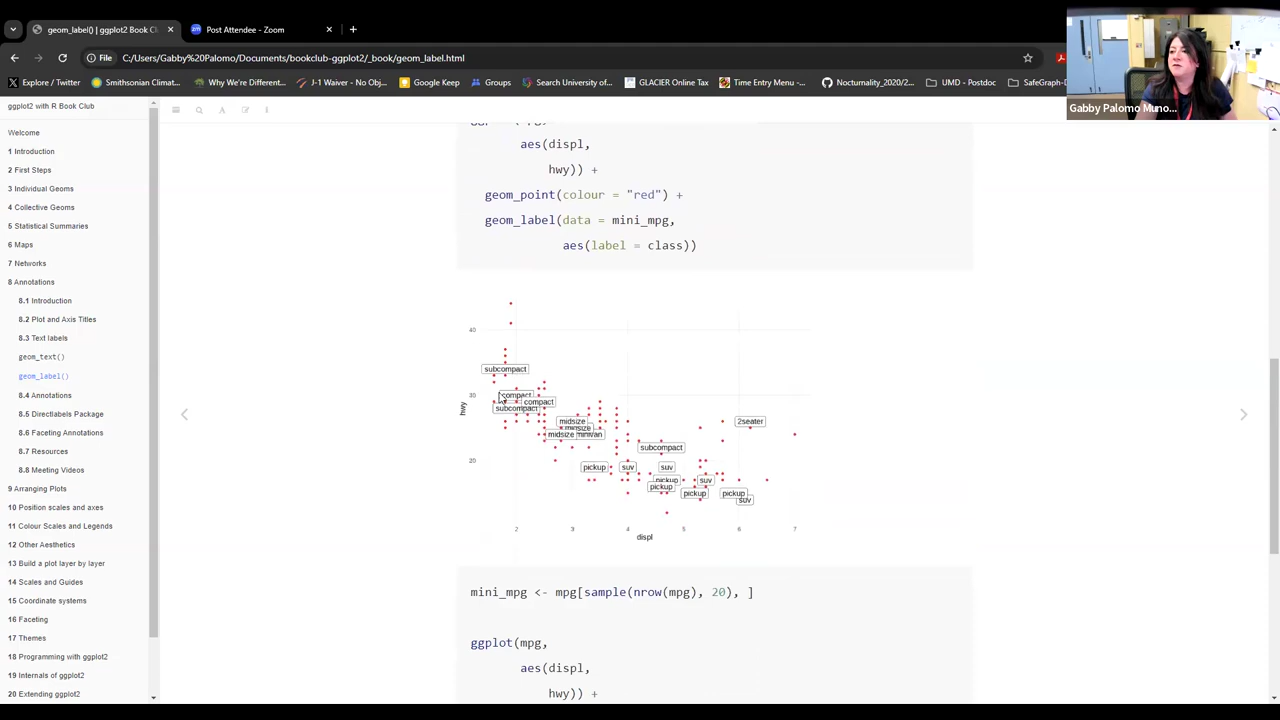 geom_label() | ggplot2 Book Cl
Post Attendee - Zoom
File
C:/Users/Gabby%20Palomo/Documents/bookclub-ggplot2/_book/geom_label.html
Explore / Twitter
Smithsonian Climati...
Why We're Different...
J-1 Waiver - No Obj...
Google Keep
Groups
Search University of...
GLACIER Online Tax
Time Entry Menu -...
Nocturnality_2020/2...
UMD - Postdoc
SafeGraph-D
Gabby Palomo Muno...
ggplot2 with R Book Club
Welcome
1 Introduction
2 First Steps
3 Individual Geoms
4 Collective Geoms
5 Statistical Summaries
6 Maps
7 Networks
8 Annotations
8.1 Introduction
8.2 Plot and Axis Titles
8.3 Text labels
geom_text()
geom_label()
8.4 Annotations
8.5 Directlabels Package
8.6 Faceting Annotations
8.7 Resources
8.8 Meeting Videos
9 Arranging Plots
10 Position scales and axes
11 Colour Scales and Legends
12 Other Aesthetics
13 Build a plot layer by layer
14 Scales and Guides
15 Coordinate systems
16 Faceting
17 Themes
18 Programming with ggplot2
19 Internals of ggplot2
20 Extending ggplot2
aes(displ,
hwy)) +
geom_point(colour = "red") +
geom_label(data = mini_mpg,
aes(label = class))
40
30
20
hwy
subcompact
compact
compact
subcompact
midsize
midsize
midsize
minivan
2seater
subcompact
pickup
suv
suv
pickup
suv
pickup
pickup
pickup
suv
2
3
4
5
6
7
displ
mini_mpg <- mpg[sample(nrow(mpg), 20), ]
ggplot(mpg,
aes(displ,
hwy)) +